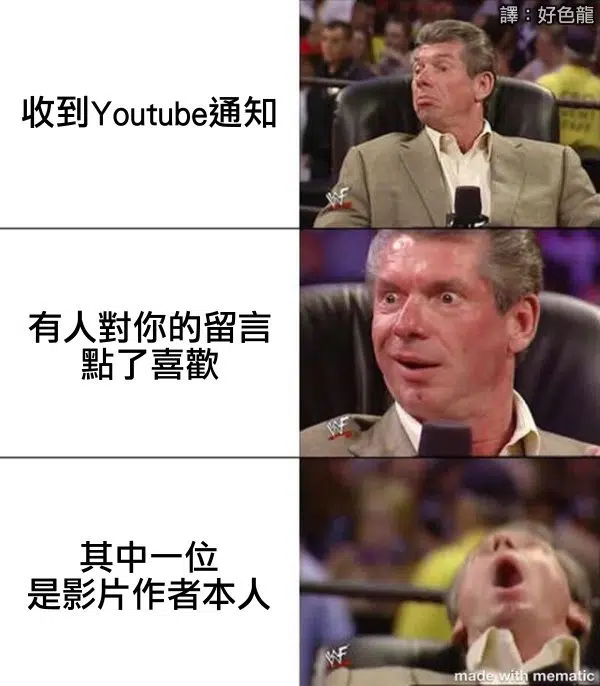 譯：好色龍
收到Youtube通知
有人對你的留言
點了喜歡
其中一位
是影片作者本人
made with mematic